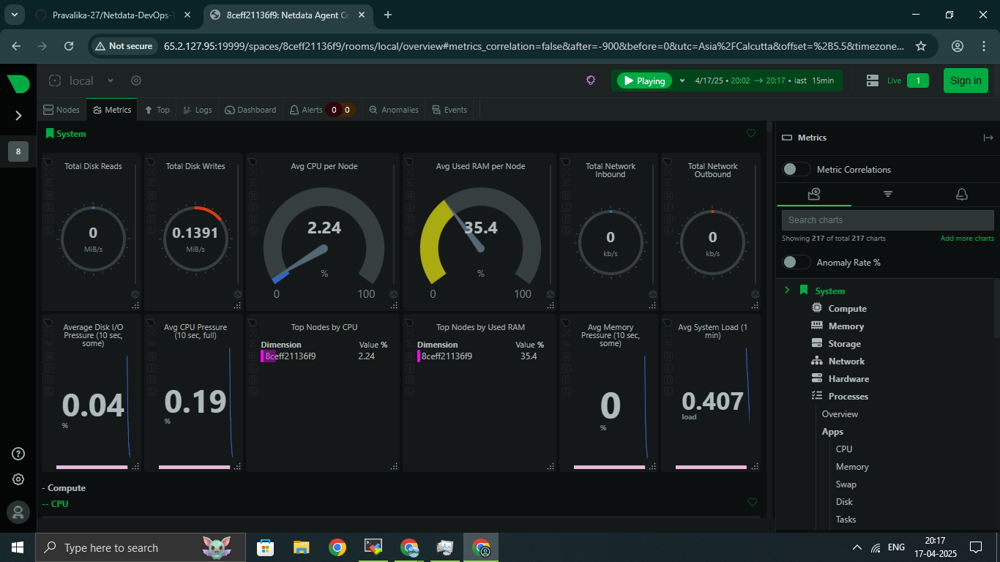 Pravalika-27/Netdata-DevOps-
8ceff21136f9: Netdata Agent Co
Not secure
65.2.127.95:19999/spaces/8ceff21136f9/rooms/local/overview#metrics_correlation=false&after=-900&before=0&utc=Asia%2FCalcutta&offset=%2B5.5&timezone...
local
Playing
4/17/25 • 20:02 → 20:17 • last 15min
Live 1
Sign in
Nodes Metrics Top Logs Dashboard Alerts 0 0 Anomalies Events
8
System
Total Disk Reads
0
MiB/s
Total Disk Writes
0.1391
MiB/s
Avg CPU per Node
2.24
%
0 100
Avg Used RAM per Node
35.4
%
0 100
Total Network
Inbound
0
kb/s
Total Network
Outbound
0
kb/s
Average Disk I/O
Pressure (10 sec,
some)
0.04
%
Avg CPU Pressure
(10 sec, full)
0.19
%
Top Nodes by CPU
Dimension Value %
8ceff21136f9 2.24
Top Nodes by Used RAM
Dimension Value %
8ceff21136f9 35.4
Avg Memory
Pressure (10 sec,
some)
0
%
Avg System Load (1
min)
0.407
load
- Compute
-- CPU
Metrics
Metric Correlations
Search charts
Showing 217 of total 217 charts
Add more charts
Anomaly Rate %
System
Compute
Memory
Storage
Network
Hardware
Processes
Overview
Apps
CPU
Memory
Swap
Disk
Tasks
Type here to search
ENG
20:17
17-04-2025